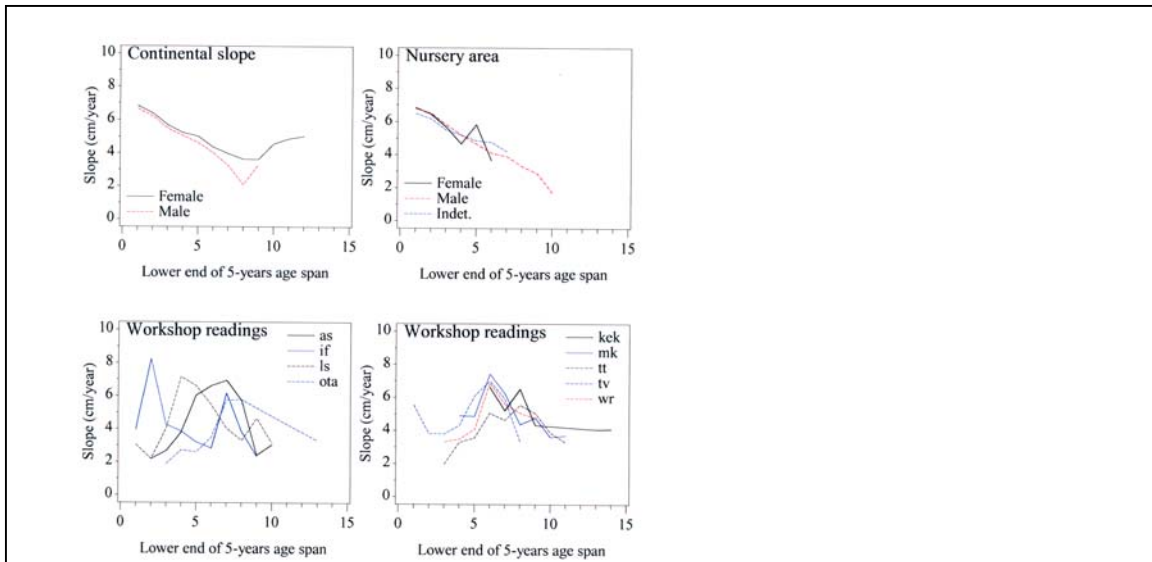 Continental slope
10
8
6
4
2
0
Slope (cm/year)
Female
Male
0 5 10 15
Lower end of 5-years age span
Nursery area
10
8
6
4
2
0
Slope (cm/year)
Female
Male
Indet.
0 5 10 15
Lower end of 5-years age span
Workshop readings
10
8
6
4
2
0
Slope (cm/year)
as
if
ls
ota
0 5 10 15
Lower end of 5-years age span
Workshop readings
10
8
6
4
2
0
Slope (cm/year)
kek
mk
tt
tv
wr
0 5 10 15
Lower end of 5-years age span